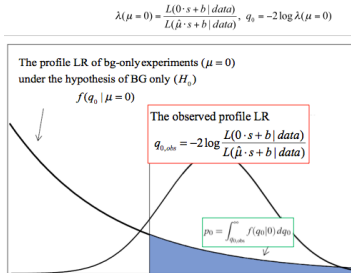 λ(μ = 0) = L(0·s + b | data) / L(μ̂·s + b | data), q₀ = −2 log λ(μ = 0)
The profile LR of bg-only experiments (μ = 0)
under the hypothesis of BG only (H₀)
f(q₀ | μ = 0)
The observed profile LR
q₀,obs = −2 log L(0·s + b | data) / L(μ̂·s + b | data)
p₀ = ∫_{q₀,obs}^{∞} f(q₀|0) dq₀